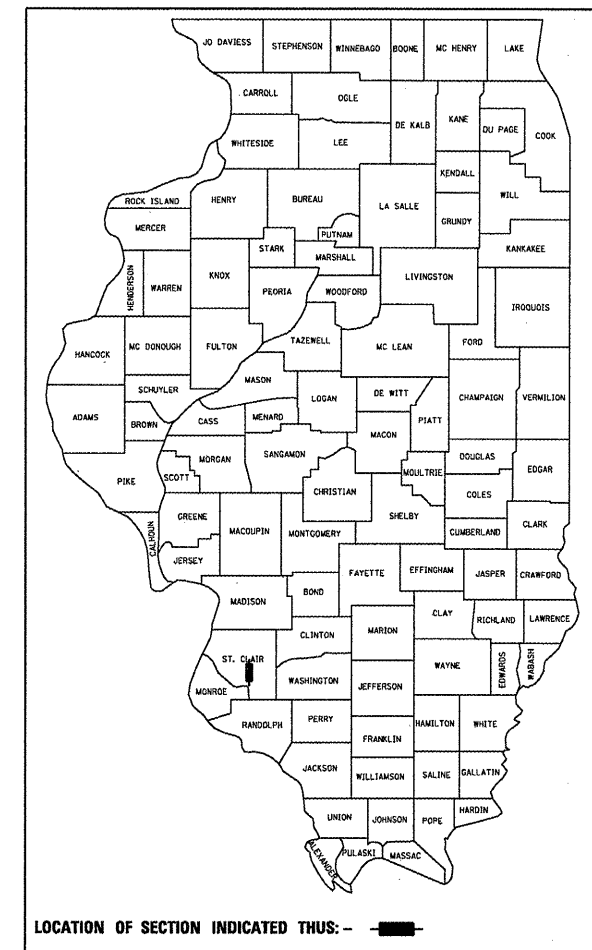 JO DAVIESS STEPHENSON WINNEBAGO BOONE MC HENRY LAKE
CARROLL OGLE DE KALB KANE DU PAGE COOK
WHITESIDE LEE KENDALL WILL
ROCK ISLAND HENRY BUREAU LA SALLE GRUNDY
MERCER PUTNAM KANKAKEE
HENDERSON WARREN KNOX STARK MARSHALL LIVINGSTON
PEORIA WOODFORD IROQUOIS
HANCOCK MC DONOUGH FULTON TAZEWELL MC LEAN FORD
SCHUYLER MASON LOGAN DE WITT CHAMPAIGN VERMILION
ADAMS BROWN CASS MENARD MACON PIATT
PIKE SCOTT MORGAN SANGAMON CHRISTIAN MOULTRIE DOUGLAS EDGAR
COLES
CALHOUN GREENE MACOUPIN MONTGOMERY SHELBY CUMBERLAND CLARK
JERSEY FAYETTE EFFINGHAM JASPER CRAWFORD
MADISON BOND CLAY RICHLAND LAWRENCE
CLINTON MARION
ST. CLAIR WASHINGTON JEFFERSON WAYNE EDWARDS WABASH
MONROE
RANDOLPH PERRY FRANKLIN HAMILTON WHITE
JACKSON WILLIAMSON SALINE GALLATIN
UNION JOHNSON POPE HARDIN
ALEXANDER PULASKI MASSAC
LOCATION OF SECTION INDICATED THUS: -